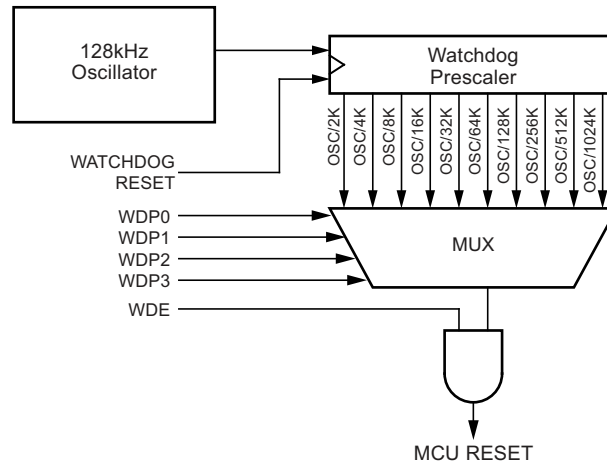 128kHz
Oscillator
Watchdog
Prescaler
OSC/2K
OSC/4K
OSC/8K
OSC/16K
OSC/32K
OSC/64K
OSC/128K
OSC/256K
OSC/512K
OSC/1024K
WATCHDOG
RESET
WDP0
WDP1
WDP2
WDP3
MUX
WDE
MCU RESET